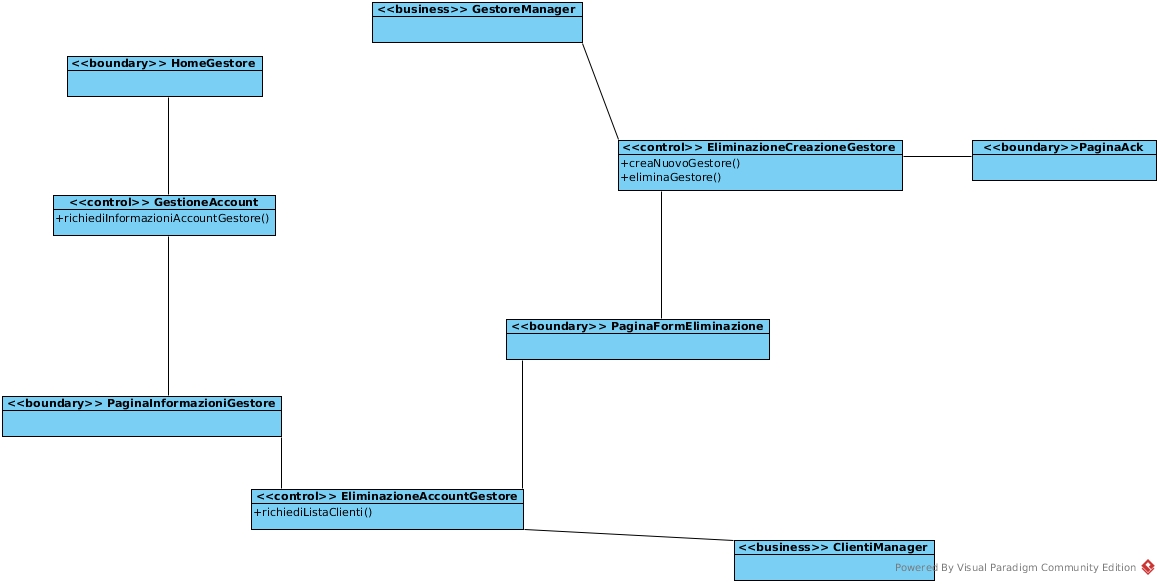 <<business>> GestoreManager
<<boundary>> HomeGestore
<<control>> EliminazioneCreazioneGestore
+creaNuovoGestore()
+eliminaGestore()
<<boundary>>PaginaAck
<<control>> GestioneAccount
+richiediInformazioniAccountGestore()
<<boundary>> PaginaFormEliminazione
<<boundary>> PaginaInformazioniGestore
<<control>> EliminazioneAccountGestore
+richiediListaClienti()
<<business>> ClientiManager
Powered By Visual Paradigm Community Edition